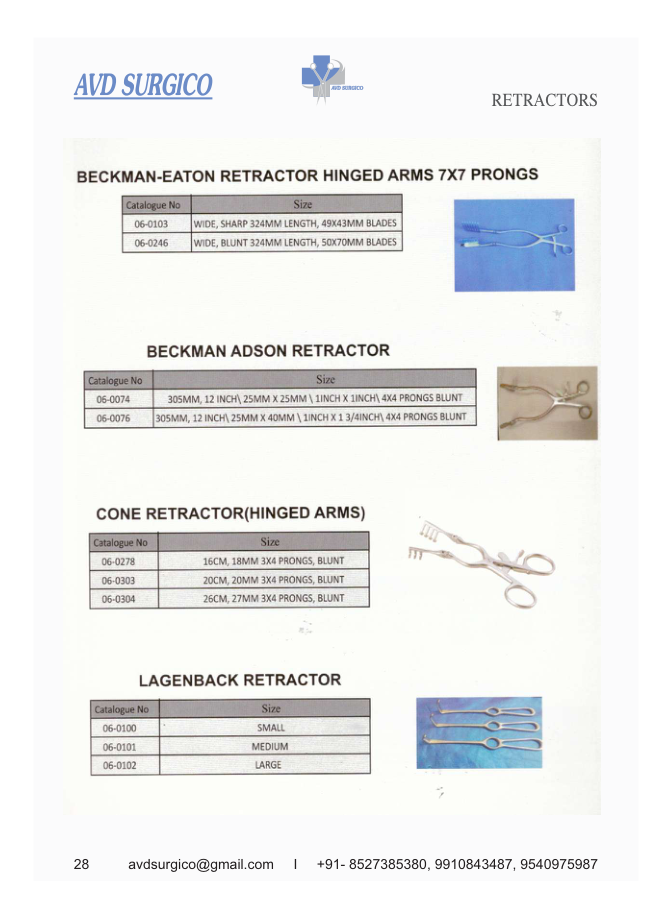 AVD SURGICO
AVD SURGICO
RETRACTORS
BECKMAN-EATON RETRACTOR HINGED ARMS 7X7 PRONGS
Catalogue No Size
06-0103 WIDE, SHARP 324MM LENGTH, 49X43MM BLADES
06-0246 WIDE, BLUNT 324MM LENGTH, 50X70MM BLADES
BECKMAN ADSON RETRACTOR
Catalogue No Size
06-0074 305MM, 12 INCH\ 25MM X 25MM \ 1INCH X 1INCH\ 4X4 PRONGS BLUNT
06-0076 305MM, 12 INCH\ 25MM X 40MM \ 1INCH X 1 3/4INCH\ 4X4 PRONGS BLUNT
CONE RETRACTOR(HINGED ARMS)
Catalogue No Size
06-0278 16CM, 18MM 3X4 PRONGS, BLUNT
06-0303 20CM, 20MM 3X4 PRONGS, BLUNT
06-0304 26CM, 27MM 3X4 PRONGS, BLUNT
LAGENBACK RETRACTOR
Catalogue No Size
06-0100 SMALL
06-0101 MEDIUM
06-0102 LARGE
28 avdsurgico@gmail.com I +91- 8527385380, 9910843487, 9540975987